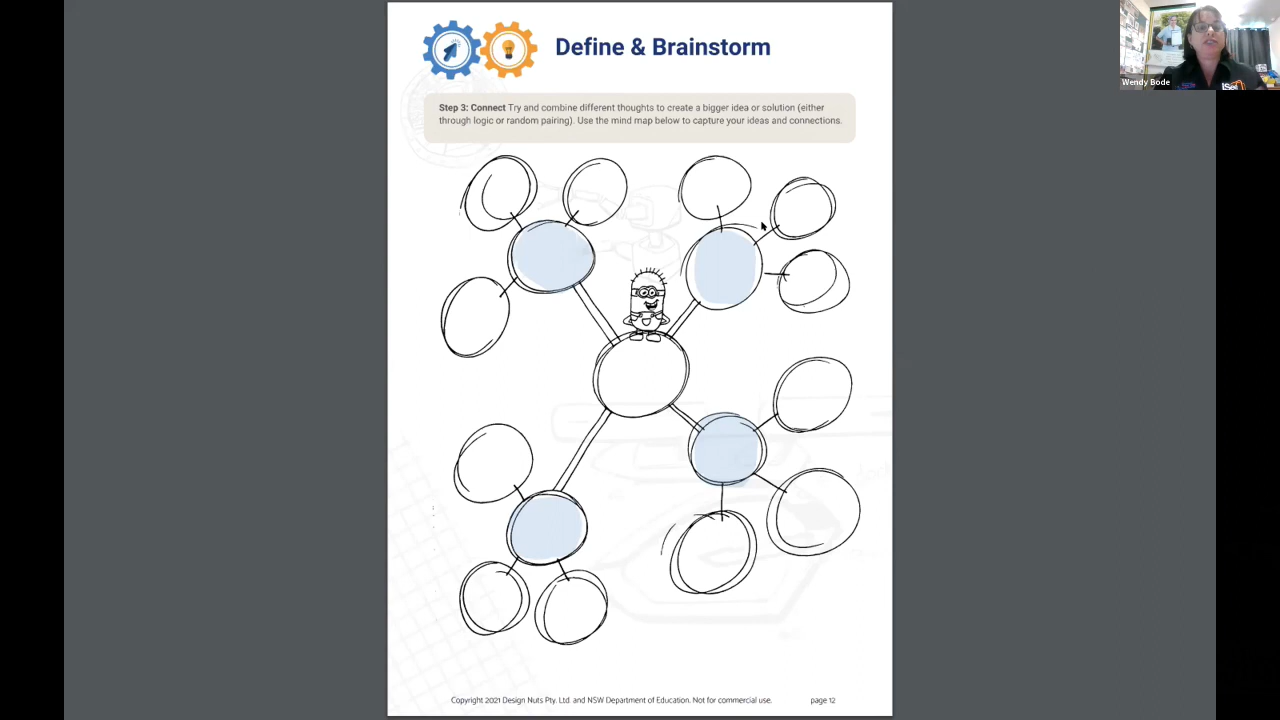 Define & Brainstorm
Step 3: Connect Try and combine different thoughts to create a bigger idea or solution (either
through logic or random pairing). Use the mind map below to capture your ideas and connections.
Copyright 2021 Design Nuts Pty. Ltd and NSW Department of Education. Not for commercial use.
page 12
Wendy Bode